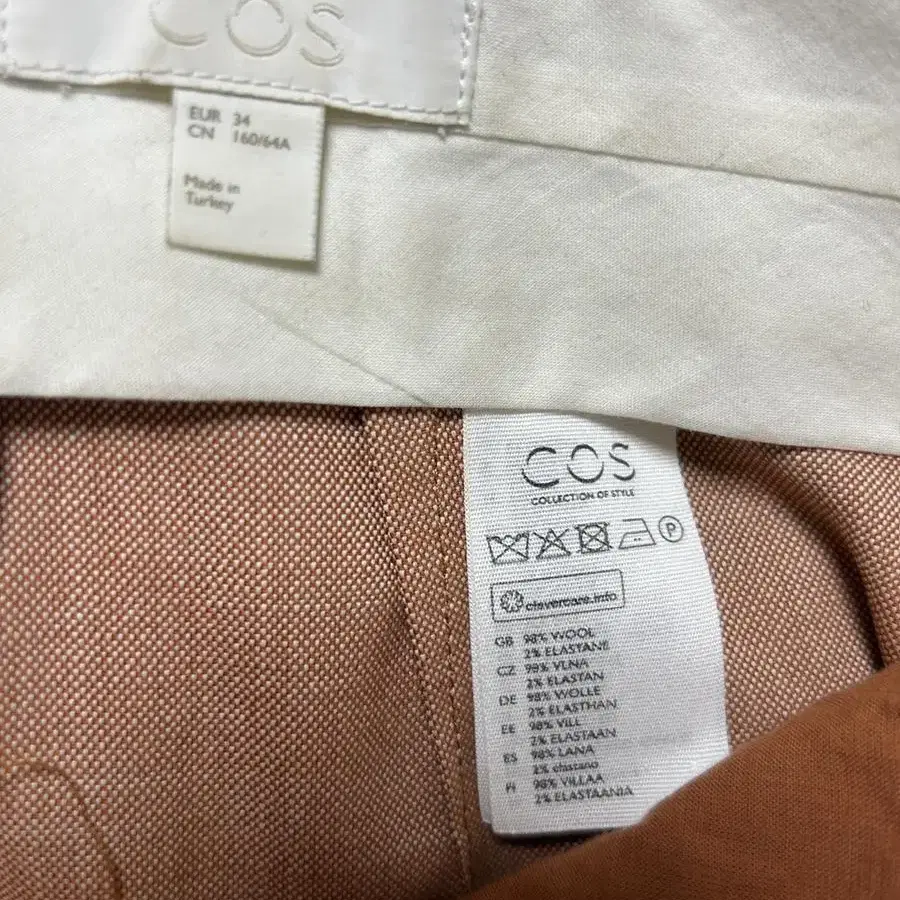 COS
EUR 34
CN 160/64A
Made in
Turkey
COS
COLLECTION OF STYLE
P
clevercare.info
GB 98% WOOL
2% ELASTANE
CZ 98% VLNA
2% ELASTAN
DE 98% WOLLE
2% ELASTHAN
EE 98% VILL
2% ELASTAAN
ES 98% LANA
2% elastano
FI 98% VILLAA
2% ELASTAANIA